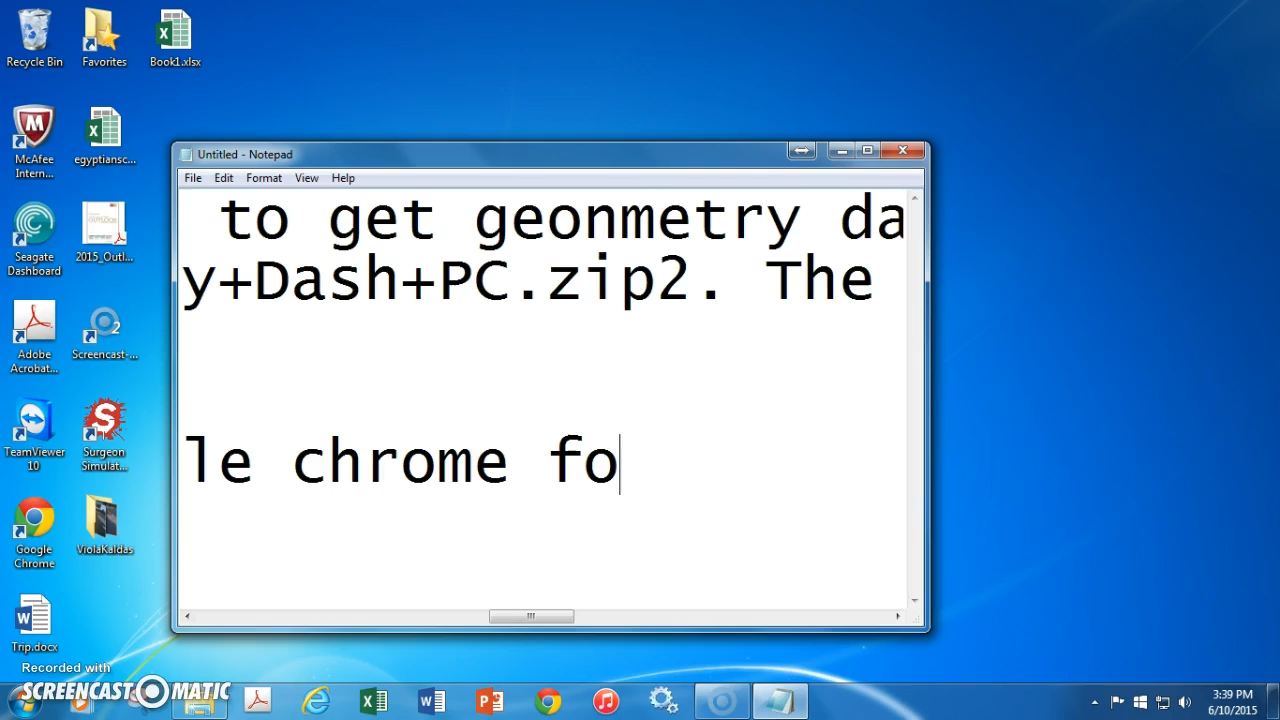 Recycle Bin
Favorites
Book1.xlsx
McAfee Intern...
egyptiansc...
Seagate Dashboard
2015_Outl...
Adobe Acrobat...
2
Screencast-...
TeamViewer 10
Surgeon Simulat...
Google Chrome
ViolaKaldas
Trip.docx
Untitled - Notepad
File Edit Format View Help
to get geonmetry da
y+Dash+PC.zip2. The
le chrome fo
Recorded with
SCREENCAST MATIC
3:39 PM
6/10/2015